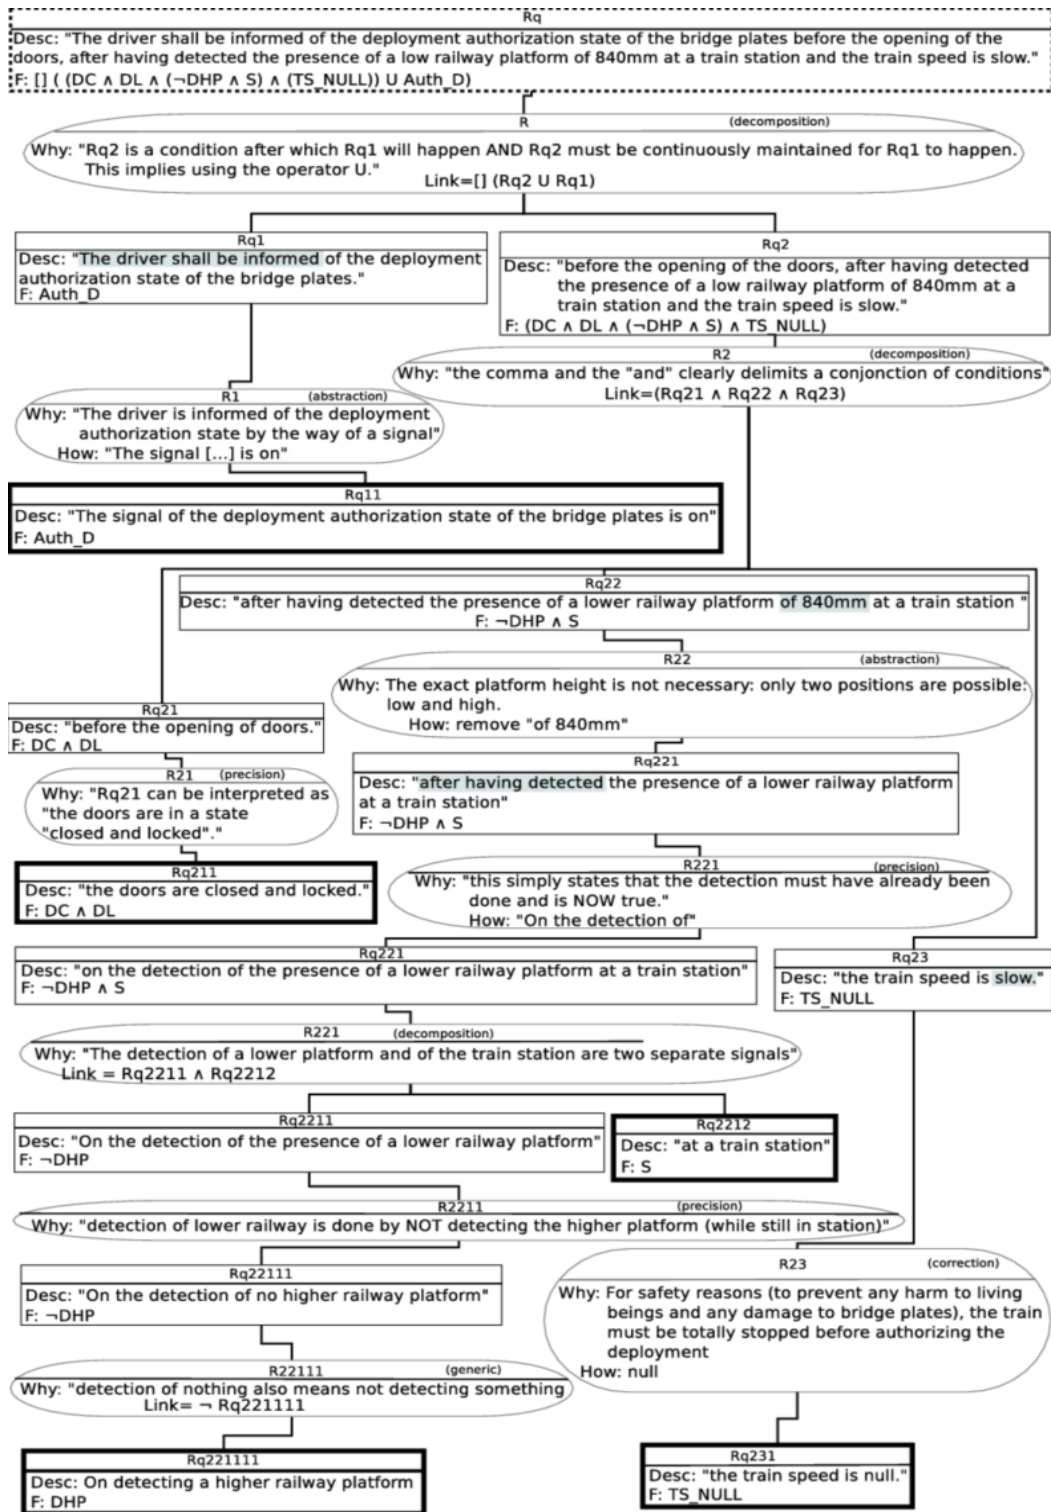 Rq
Desc: "The driver shall be informed of the deployment authorization state of the bridge plates before the opening of the
doors, after having detected the presence of a low railway platform of 840mm at a train station and the train speed is slow."
F: [] ( (DC ∧ DL ∧ (¬DHP ∧ S) ∧ (TS_NULL)) U Auth_D)
R (decomposition)
Why: "Rq2 is a condition after which Rq1 will happen AND Rq2 must be continuously maintained for Rq1 to happen.
This implies using the operator U."
Link=[] (Rq2 U Rq1)
Rq1
Desc: "The driver shall be informed of the deployment
authorization state of the bridge plates."
F: Auth_D
Rq2
Desc: "before the opening of the doors, after having detected
the presence of a low railway platform of 840mm at a
train station and the train speed is slow."
F: (DC ∧ DL ∧ (¬DHP ∧ S) ∧ TS_NULL)
R2 (decomposition)
Why: "the comma and the "and" clearly delimits a conjonction of conditions"
Link=(Rq21 ∧ Rq22 ∧ Rq23)
R1 (abstraction)
Why: "The driver is informed of the deployment
authorization state by the way of a signal"
How: "The signal [...] is on"
Rq11
Desc: "The signal of the deployment authorization state of the bridge plates is on"
F: Auth_D
Rq22
Desc: "after having detected the presence of a lower railway platform of 840mm at a train station "
F: ¬DHP ∧ S
R22 (abstraction)
Why: The exact platform height is not necessary: only two positions are possible:
low and high.
How: remove "of 840mm"
Rq21
Desc: "before the opening of doors."
F: DC ∧ DL
R21 (precision)
Why: "Rq21 can be interpreted as
"the doors are in a state
"closed and locked"."
Rq211
Desc: "the doors are closed and locked."
F: DC ∧ DL
Rq221
Desc: "after having detected the presence of a lower railway platform
at a train station"
F: ¬DHP ∧ S
R221 (precision)
Why: "this simply states that the detection must have already been
done and is NOW true."
How: "On the detection of"
Rq221
Desc: "on the detection of the presence of a lower railway platform at a train station"
F: ¬DHP ∧ S
Rq23
Desc: "the train speed is slow."
F: TS_NULL
R221 (decomposition)
Why: "The detection of a lower platform and of the train station are two separate signals"
Link = Rq2211 ∧ Rq2212
Rq2211
Desc: "On the detection of the presence of a lower railway platform"
F: ¬DHP
Rq2212
Desc: "at a train station"
F: S
R2211 (precision)
Why: "detection of lower railway is done by NOT detecting the higher platform (while still in station)"
Rq22111
Desc: "On the detection of no higher railway platform"
F: ¬DHP
R23 (correction)
Why: For safety reasons (to prevent any harm to living
beings and any damage to bridge plates), the train
must be totally stopped before authorizing the
deployment
How: null
R22111 (generic)
Why: "detection of nothing also means not detecting something
Link= ¬ Rq221111
Rq221111
Desc: On detecting a higher railway platform
F: DHP
Rq231
Desc: "the train speed is null."
F: TS_NULL